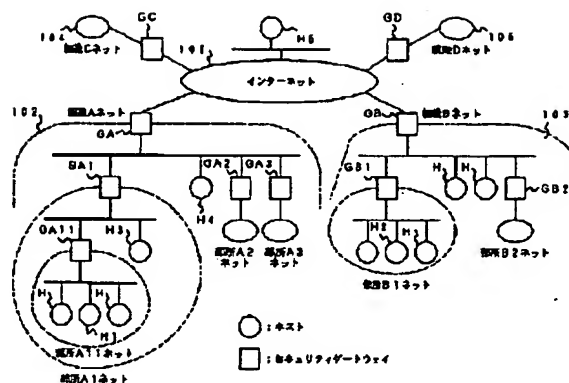 GC
H5
GD
104
101
105
組織Cネット
組織Dネット
インターネット
102
組織Aネット
GA
GB
組織Bネット
103
GA1
GA2
GA3
GB1
H
H
GB2
H4
GA11
H3
H2
H
部所A2
ネット
部所A3
ネット
部所B2ネット
部所B1ネット
H
H1
H
部所A11ネット
部所A1ネット
:ホスト
:セキュリティゲートウェイ